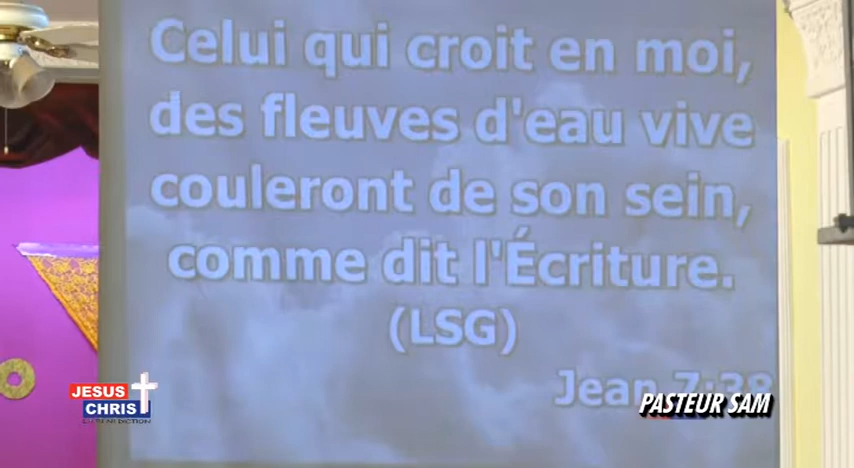 Celui qui croit en moi,
des fleuves d'eau vive
couleront de son sein,
comme dit l'Écriture.
(LSG)
Jean 7:38
PASTEUR SAM
JESUS
CHRIST